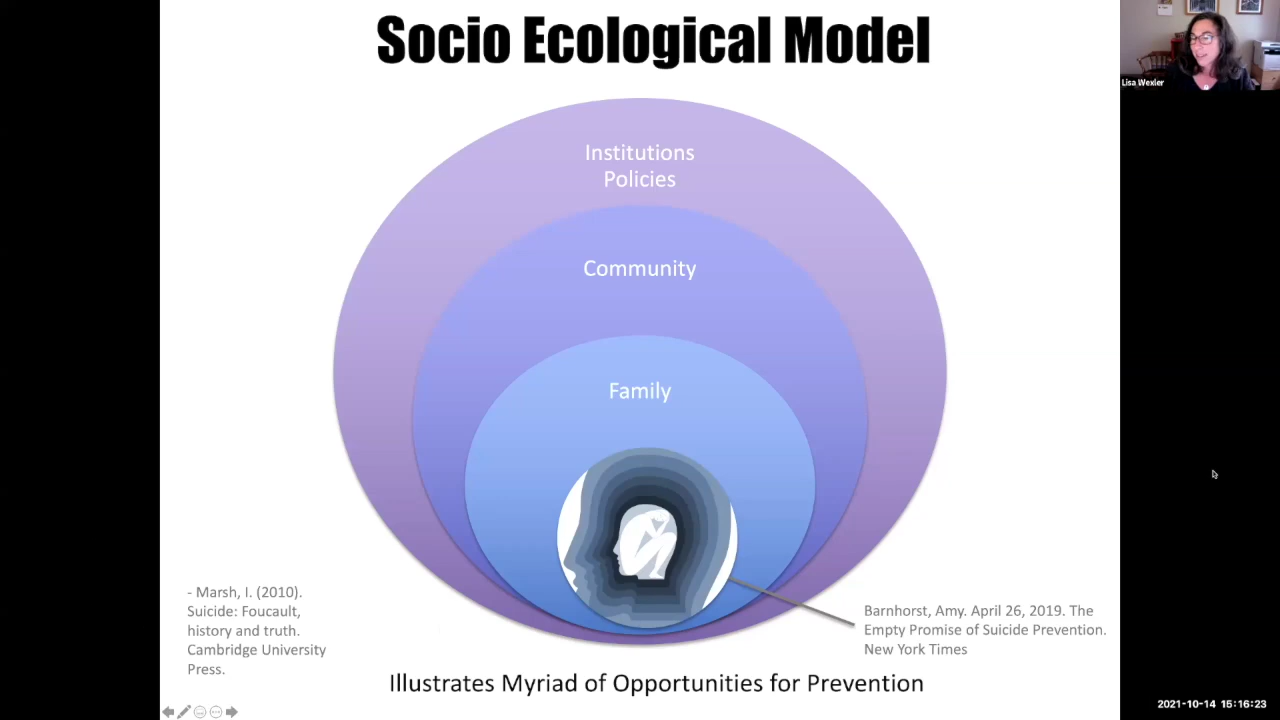 Socio Ecological Model
Lisa Wexler
Institutions
Policies
Community
Family
- Marsh, I. (2010).
Suicide: Foucault,
history and truth.
Cambridge University
Press.
Barnhorst, Amy. April 26, 2019. The
Empty Promise of Suicide Prevention.
New York Times
Illustrates Myriad of Opportunities for Prevention
2021-10-14 15:16:23